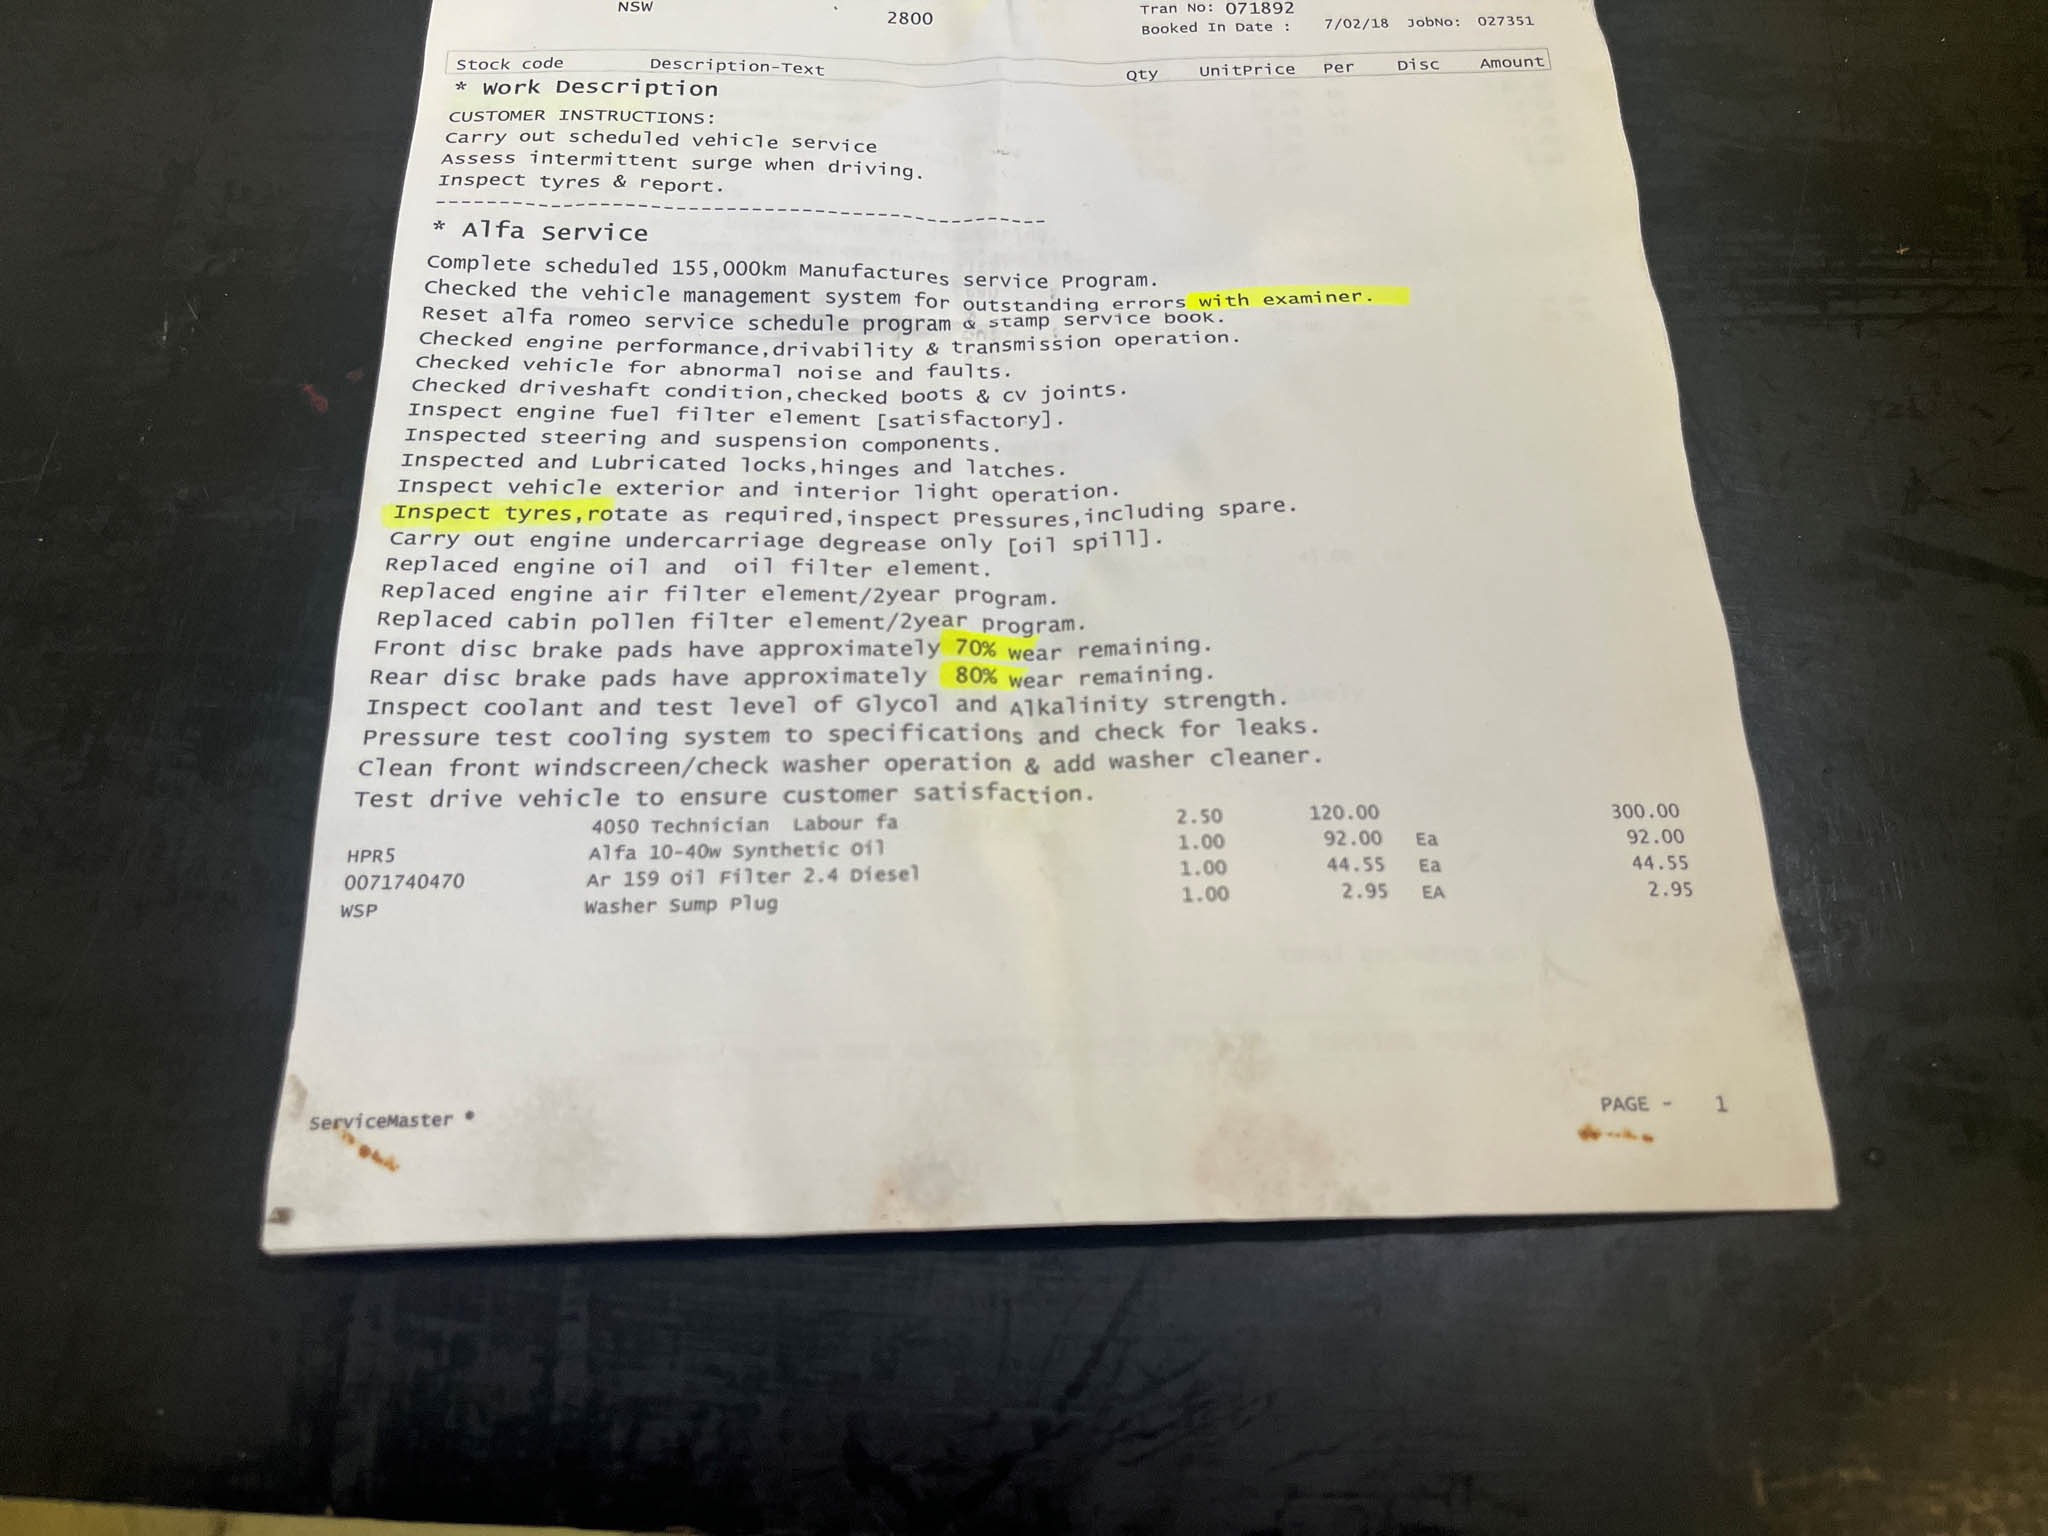 NSW 2800 Tran No: 071892
Booked In Date : 7/02/18 JobNo: 027351
Stock code Description-Text Qty UnitPrice Per Disc Amount
* Work Description
CUSTOMER INSTRUCTIONS:
Carry out scheduled vehicle service
Assess intermittent surge when driving.
Inspect tyres & report.
* Alfa service
Complete scheduled 155,000km Manufactures service Program.
Checked the vehicle management system for outstanding errors with examiner.
Reset alfa romeo service schedule program & stamp service book.
Checked engine performance,drivability & transmission operation.
Checked vehicle for abnormal noise and faults.
Checked driveshaft condition,checked boots & cv joints.
Inspect engine fuel filter element [satisfactory].
Inspected steering and suspension components.
Inspected and Lubricated locks,hinges and latches.
Inspect vehicle exterior and interior light operation.
Inspect tyres,rotate as required,inspect pressures,including spare.
Carry out engine undercarriage degrease only [oil spill].
Replaced engine oil and oil filter element.
Replaced engine air filter element/2year program.
Replaced cabin pollen filter element/2year program.
Front disc brake pads have approximately 70% wear remaining.
Rear disc brake pads have approximately 80% wear remaining.
Inspect coolant and test level of Glycol and Alkalinity strength.
Pressure test cooling system to specifications and check for leaks.
Clean front windscreen/check washer operation & add washer cleaner.
Test drive vehicle to ensure customer satisfaction.
4050 Technician Labour fa 2.50 120.00 300.00
HPR5 Alfa 10-40w Synthetic Oil 1.00 92.00 Ea 92.00
0071740470 Ar 159 Oil Filter 2.4 Diesel 1.00 44.55 Ea 44.55
WSP Washer Sump Plug 1.00 2.95 EA 2.95
ServiceMaster * PAGE - 1